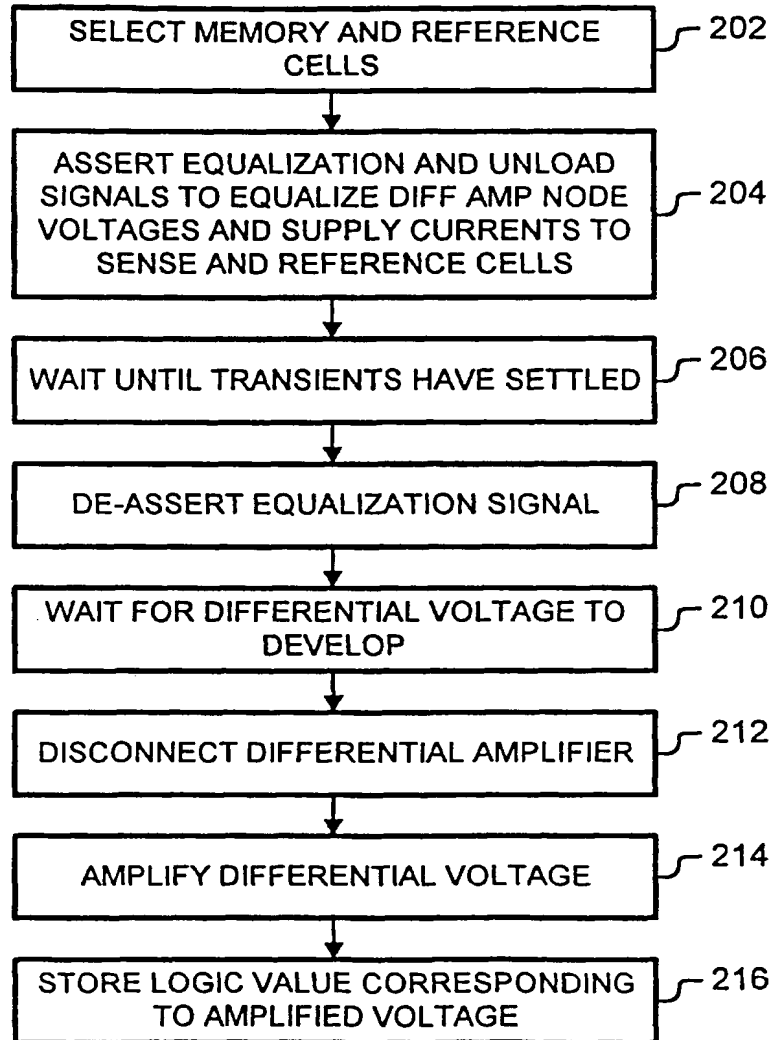 SELECT MEMORY AND REFERENCE
CELLS
202
ASSERT EQUALIZATION AND UNLOAD
SIGNALS TO EQUALIZE DIFF AMP NODE
VOLTAGES AND SUPPLY CURRENTS TO
SENSE AND REFERENCE CELLS
204
WAIT UNTIL TRANSIENTS HAVE SETTLED
206
DE-ASSERT EQUALIZATION SIGNAL
208
WAIT FOR DIFFERENTIAL VOLTAGE TO
DEVELOP
210
DISCONNECT DIFFERENTIAL AMPLIFIER
212
AMPLIFY DIFFERENTIAL VOLTAGE
214
STORE LOGIC VALUE CORRESPONDING
TO AMPLIFIED VOLTAGE
216